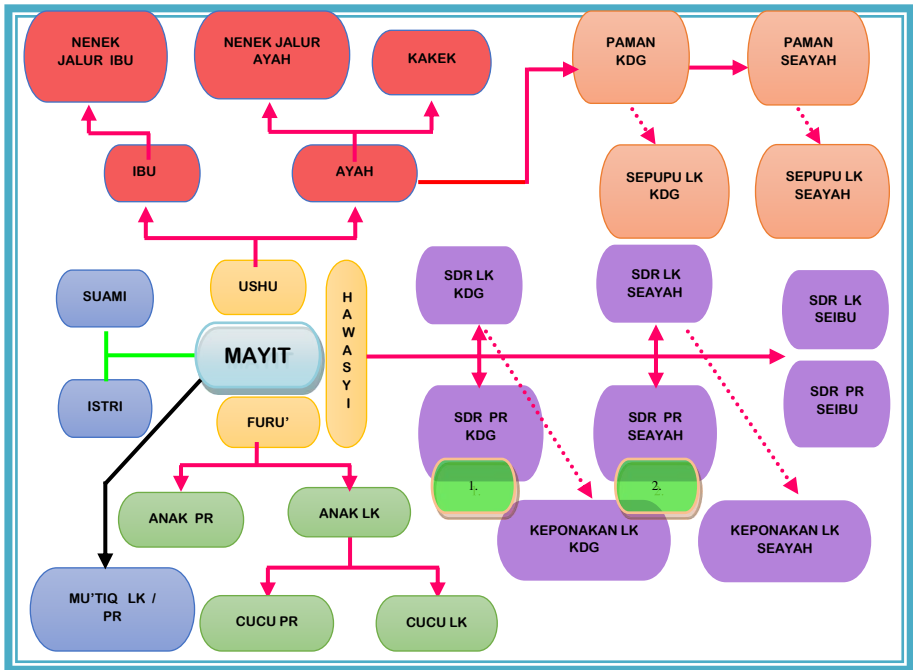 NENEK
JALUR IBU
NENEK JALUR
AYAH
KAKEK
PAMAN
KDG
PAMAN
SEAYAH
IBU
AYAH
SEPUPU LK
KDG
SEPUPU LK
SEAYAH
SUAMI
USHU
H
A
W
A
S
Y
I
SDR LK
KDG
SDR LK
SEAYAH
SDR LK
SEIBU
MAYIT
ISTRI
FURU’
SDR PR
KDG
SDR PR
SEAYAH
SDR PR
SEIBU
1.
2.
ANAK PR
ANAK LK
KEPONAKAN LK
KDG
KEPONAKAN LK
SEAYAH
MU’TIQ LK /
PR
CUCU PR
CUCU LK